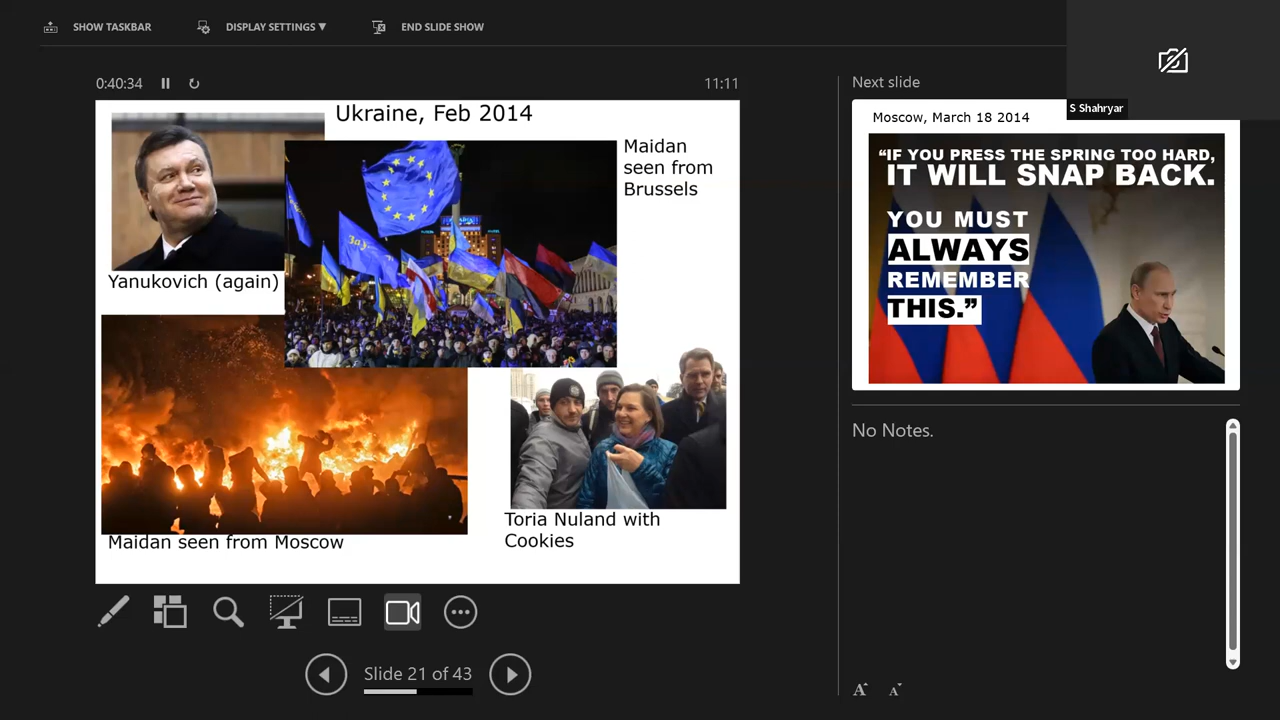 SHOW TASKBAR
DISPLAY SETTINGS ▼
END SLIDE SHOW
0:40:34
11:11
Ukraine, Feb 2014
Maidan
seen from
Brussels
Yanukovich (again)
Зау
Maidan seen from Moscow
Toria Nuland with
Cookies
Slide 21 of 43
Next slide
S Shahryar
Moscow, March 18 2014
“IF YOU PRESS THE SPRING TOO HARD,
IT WILL SNAP BACK.
YOU MUST
ALWAYS
REMEMBER
THIS.”
No Notes.
A
A